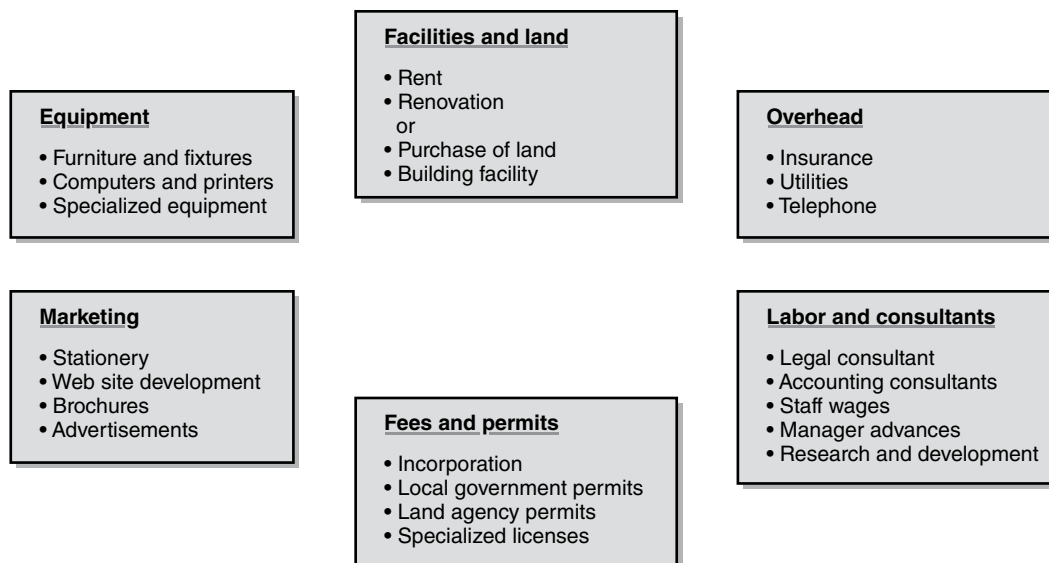 Facilities and land
• Rent
• Renovation
or
• Purchase of land
• Building facility
Equipment
• Furniture and fixtures
• Computers and printers
• Specialized equipment
Overhead
• Insurance
• Utilities
• Telephone
Marketing
• Stationery
• Web site development
• Brochures
• Advertisements
Labor and consultants
• Legal consultant
• Accounting consultants
• Staff wages
• Manager advances
• Research and development
Fees and permits
• Incorporation
• Local government permits
• Land agency permits
• Specialized licenses